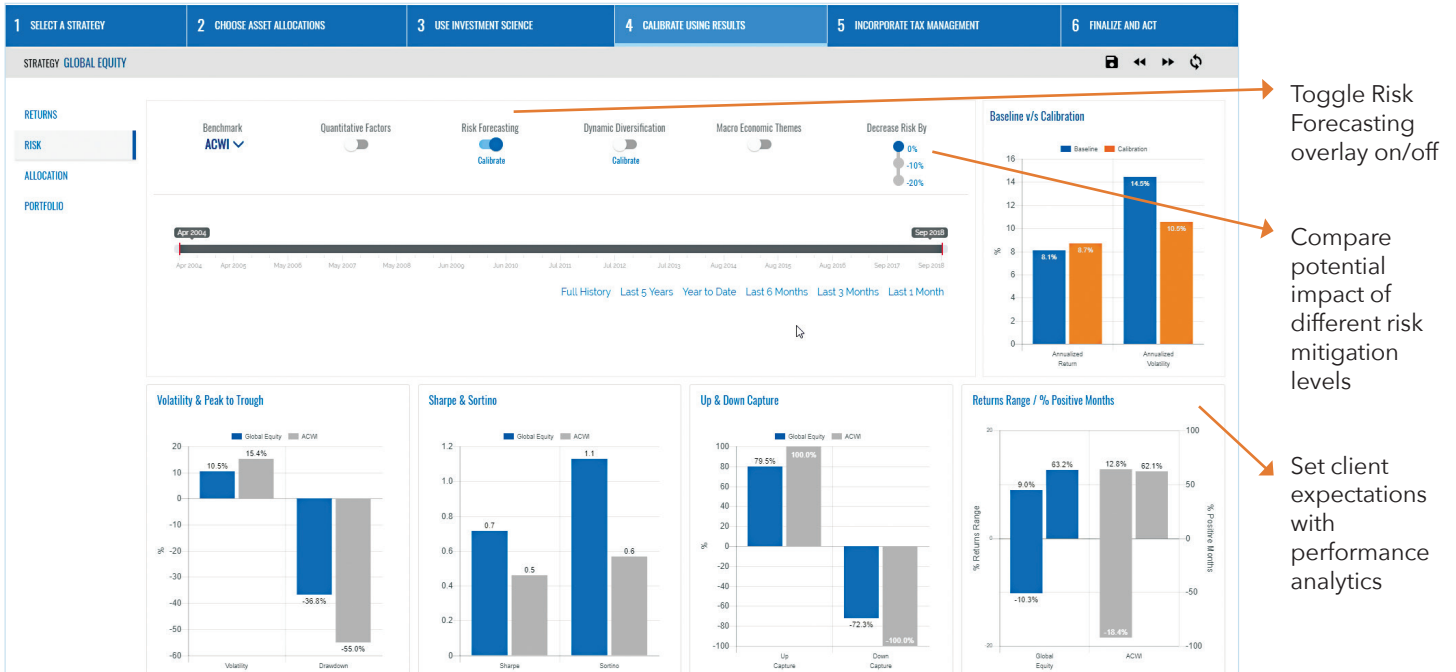 1 SELECT A STRATEGY
2 CHOOSE ASSET ALLOCATIONS
3 USE INVESTMENT SCIENCE
4 CALIBRATE USING RESULTS
5 INCORPORATE TAX MANAGEMENT
6 FINALIZE AND ACT
STRATEGY GLOBAL EQUITY
RETURNS
RISK
ALLOCATION
PORTFOLIO
Benchmark
ACWI
Quantitative Factors
Risk Forecasting
Calibrate
Dynamic Diversification
Calibrate
Macro Economic Themes
Decrease Risk By
0%
-10%
-20%
Apr 2004
Sep 2018
Apr 2004 Apr 2005 May 2006 May 2007 May 2008 Jun 2009 Jun 2010 Jul 2011 Jul 2012 Jul 2013 Aug 2014 Aug 2015 Aug 2016 Sep 2017 Sep 2018
Full History Last 5 Years Year to Date Last 6 Months Last 3 Months Last 1 Month
Baseline v/s Calibration
Baseline Calibration
16
14
12
10
8
6
4
2
0
%
8.1%
8.7%
14.5%
10.5%
Annualized
Return
Annualized
Volatility
Toggle Risk
Forecasting
overlay on/off
Compare
potential
impact of
different risk
mitigation
levels
Set client
expectations
with
performance
analytics
Volatility & Peak to Trough
Global Equity ACWI
20
10
0
-10
-20
-30
-40
-50
-60
%
10.5%
15.4%
-36.8%
-55.0%
Volatility
Drawdown
Sharpe & Sortino
Global Equity ACWI
1.2
1.0
0.8
0.6
0.4
0.2
0
0.7
0.5
1.1
0.6
Sharpe
Sortino
Up & Down Capture
Global Equity ACWI
100
80
60
40
20
0
-20
-40
-60
-80
-100
%
79.5%
100.0%
-72.3%
-100.0%
Up
Capture
Down
Capture
Returns Range / % Positive Months
20
0
-20
% Returns Range
100
50
0
-50
-100
% Positive Months
9.0%
63.2%
12.8%
62.1%
-10.3%
-18.4%
Global
Equity
ACWI